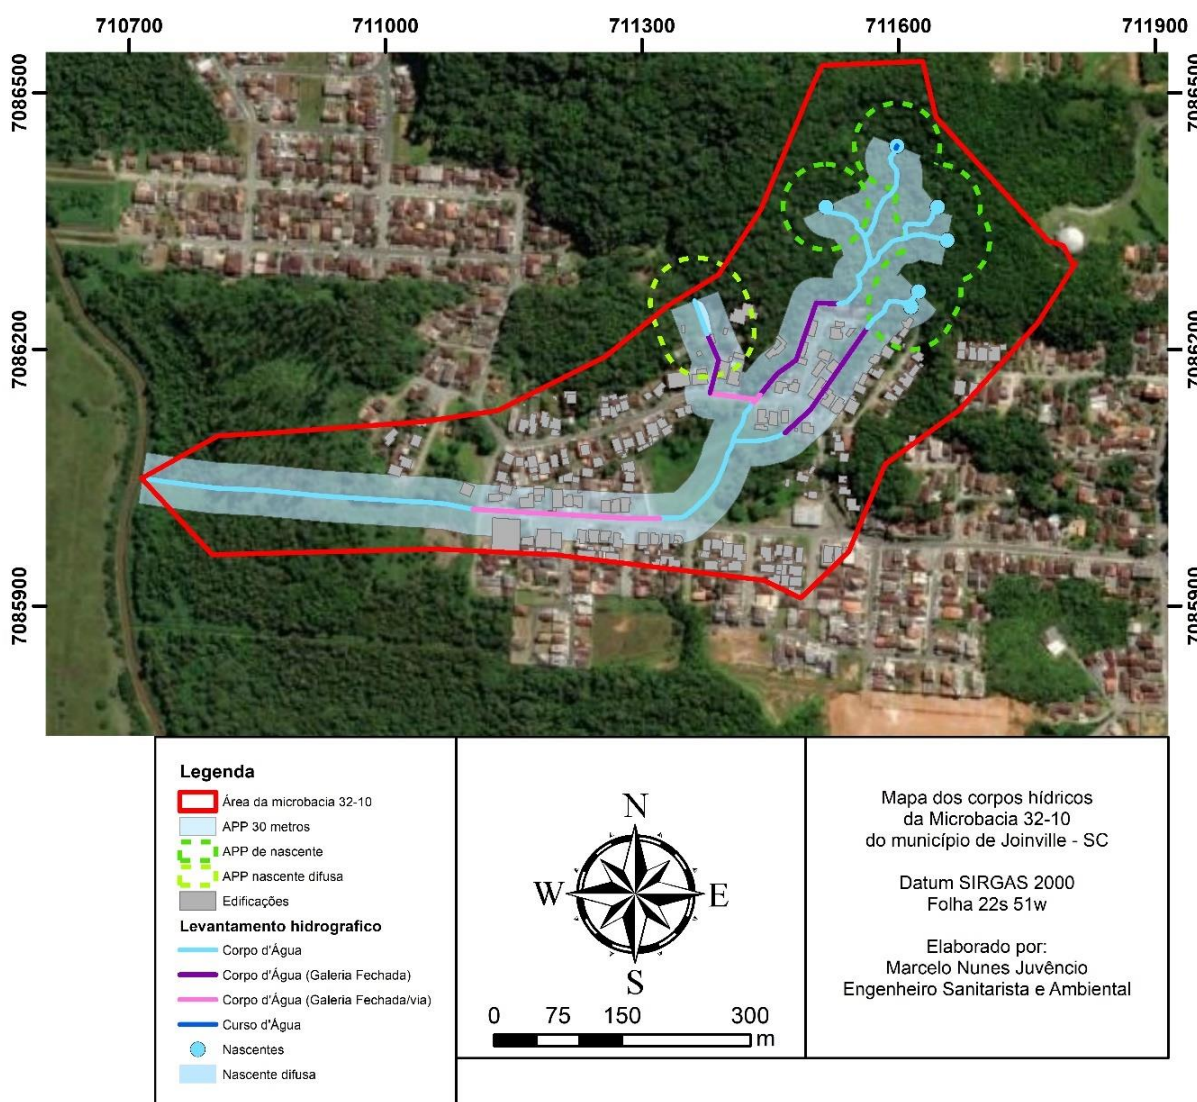 710700 711000 711300 711600 711900
7086500 7086500
7086200 7086200
7085900 7085900
Legenda
Área da microbacia 32-10
APP 30 metros
APP de nascente
APP nascente difusa
Edificações
Levantamento hidrografico
Corpo d'Água
Corpo d'Água (Galeria Fechada)
Corpo d'Água (Galeria Fechada/via)
Curso d'Água
Nascentes
Nascente difusa
N
W E
S
0 75 150 300
m
Mapa dos corpos hídricos
da Microbacia 32-10
do município de Joinville - SC
Datum SIRGAS 2000
Folha 22s 51w
Elaborado por:
Marcelo Nunes Juvêncio
Engenheiro Sanitarista e Ambiental